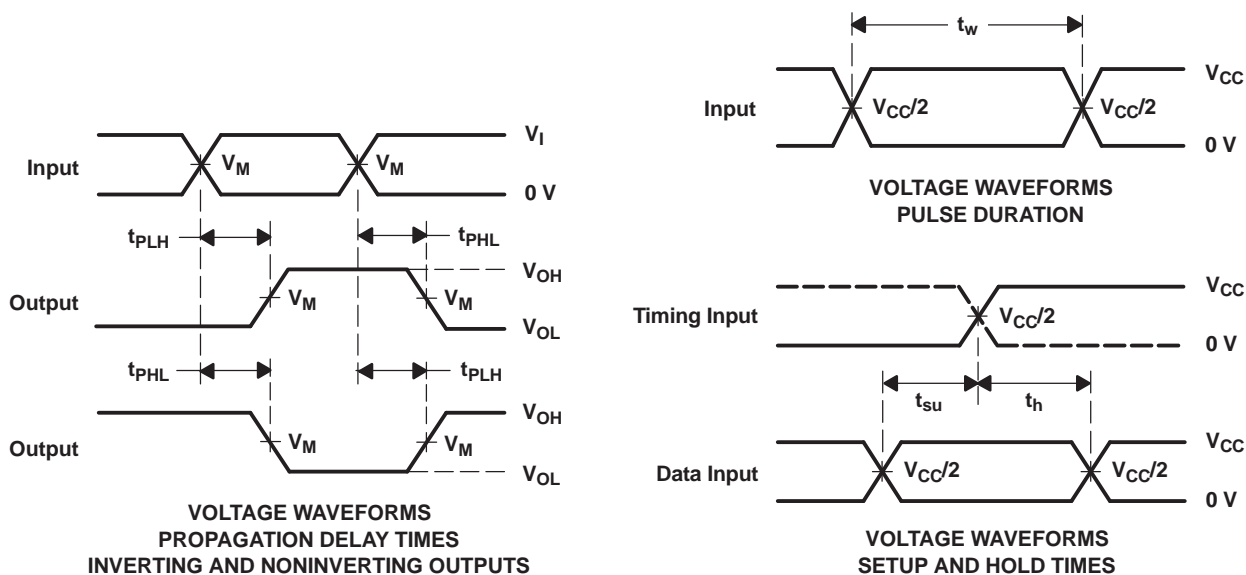 Input
V_M
V_M
V_I
0 V
t_PLH
t_PHL
Output
V_M
V_M
V_OH
V_OL
t_PHL
t_PLH
Output
V_M
V_M
V_OH
V_OL
VOLTAGE WAVEFORMS
PROPAGATION DELAY TIMES
INVERTING AND NONINVERTING OUTPUTS
t_w
Input
V_CC/2
V_CC/2
V_CC
0 V
VOLTAGE WAVEFORMS
PULSE DURATION
Timing Input
V_CC/2
V_CC
0 V
t_su
t_h
Data Input
V_CC/2
V_CC/2
V_CC
0 V
VOLTAGE WAVEFORMS
SETUP AND HOLD TIMES